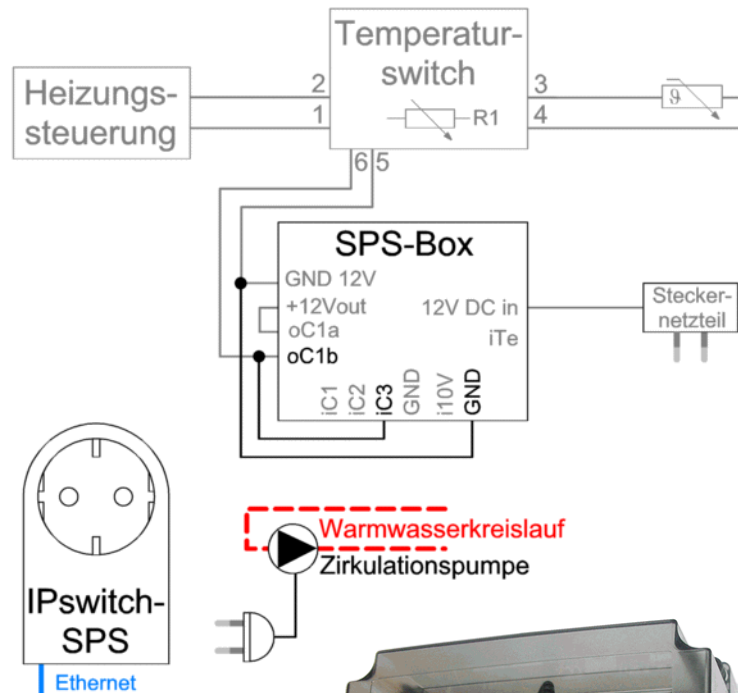 Temperatur-
switch
Heizungs-
steuerung
2
1
3
4
ϑ
R1
6 5
SPS-Box
GND 12V
+12Vout
oC1a
oC1b
12V DC in
iTe
iC1
iC2
iC3
GND
i10V
GND
Stecker-
netzteil
Warmwasserkreislauf
Zirkulationspumpe
IPswitch-
SPS
Ethernet